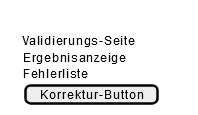 Validierungs-Seite
Ergebnisanzeige
Fehlerliste
Korrektur-Button